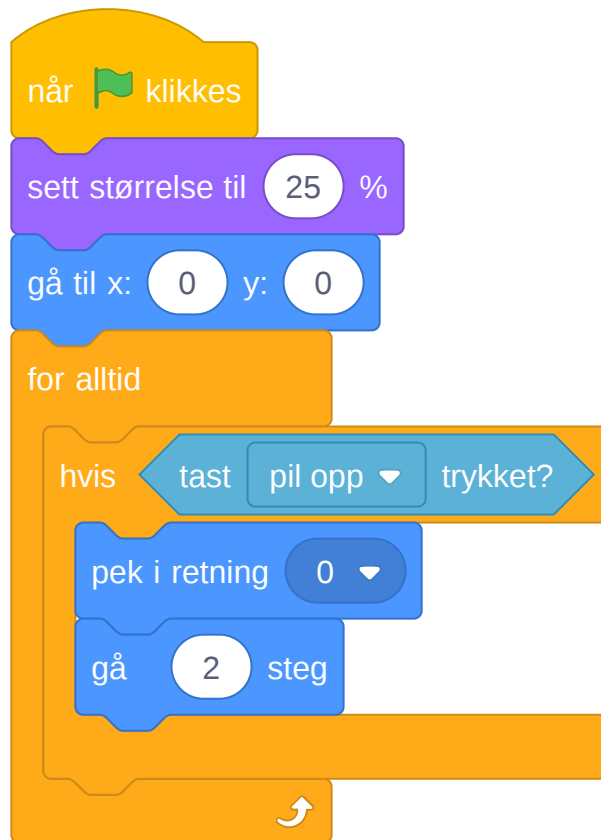 når klikkes
sett størrelse til 25 %
gå til x: 0 y: 0
for alltid
hvis tast pil opp trykket?
pek i retning 0
gå 2 steg